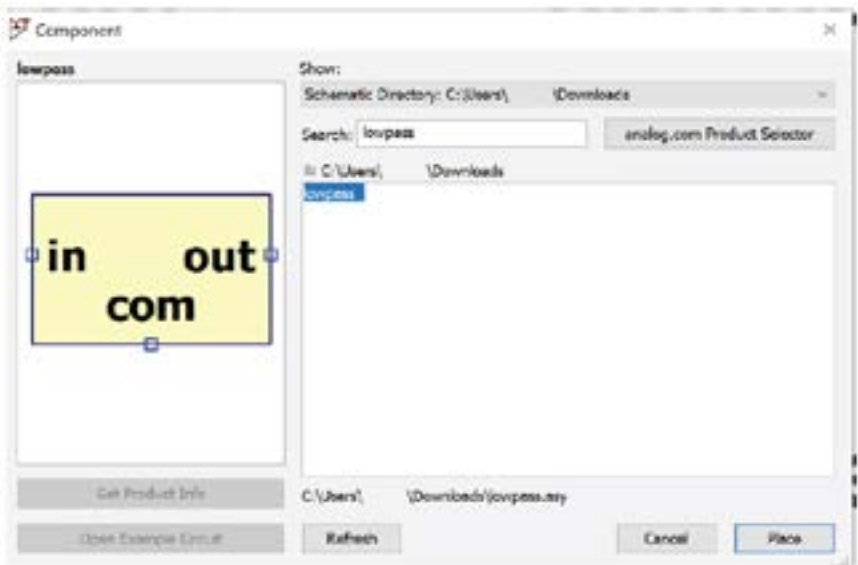 Component
lowpass
in out
com
Get Product Info
Open Example Circuit
Show:
Schematic Directory: C:\Users\ \Downloads
Search: lowpass
analog.com Product Selector
C:\Users\ \Downloads
lowpass
C:\Users\ \Downloads\lowpass.asy
Refresh
Cancel
Place